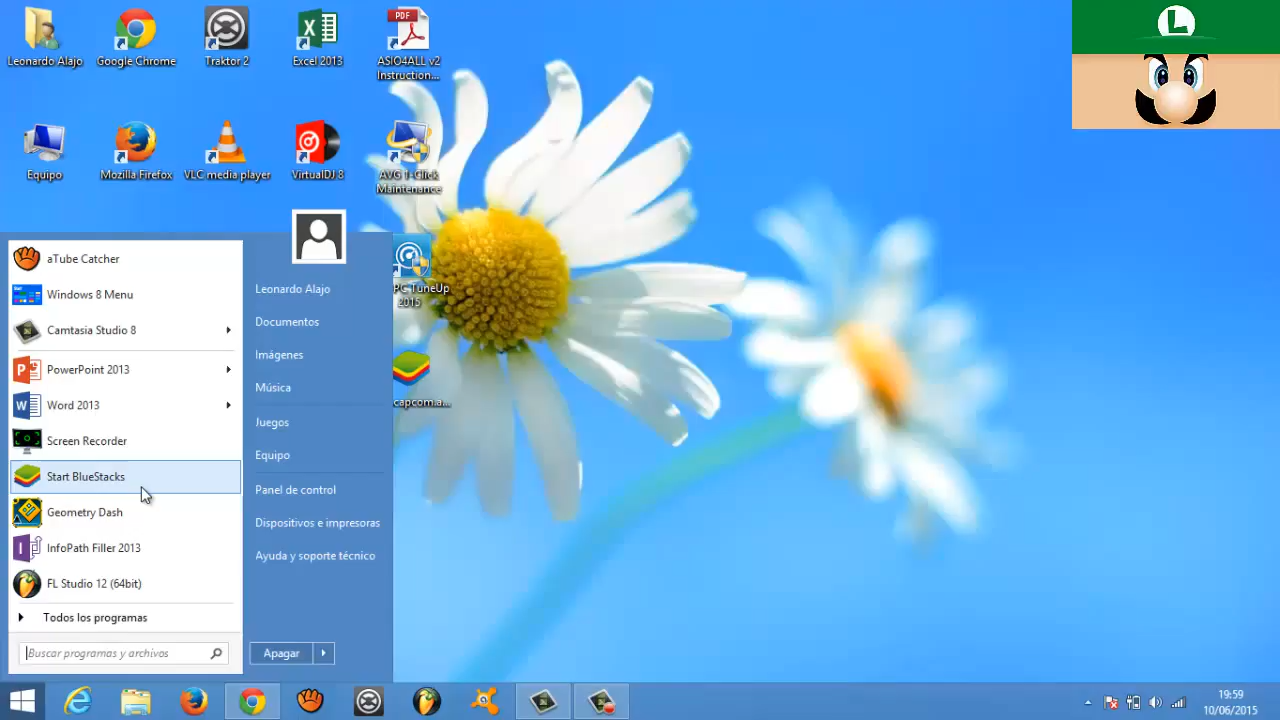 Leonardo Alajo
Google Chrome
Traktor 2
Excel 2013
PDF
ASIO4ALL v2
Instruction...
L
Equipo
Mozilla Firefox
VLC media player
VirtualDJ 8
AVG 1-Click
Maintenance
PC TuneUp
2015
capcom.a...
aTube Catcher
Windows 8 Menu
Camtasia Studio 8
PowerPoint 2013
Word 2013
Screen Recorder
Start BlueStacks
Geometry Dash
InfoPath Filler 2013
FL Studio 12 (64bit)
Todos los programas
Buscar programas y archivos
Leonardo Alajo
Documentos
Imágenes
Música
Juegos
Equipo
Panel de control
Dispositivos e impresoras
Ayuda y soporte técnico
Apagar
19:59
10/06/2015